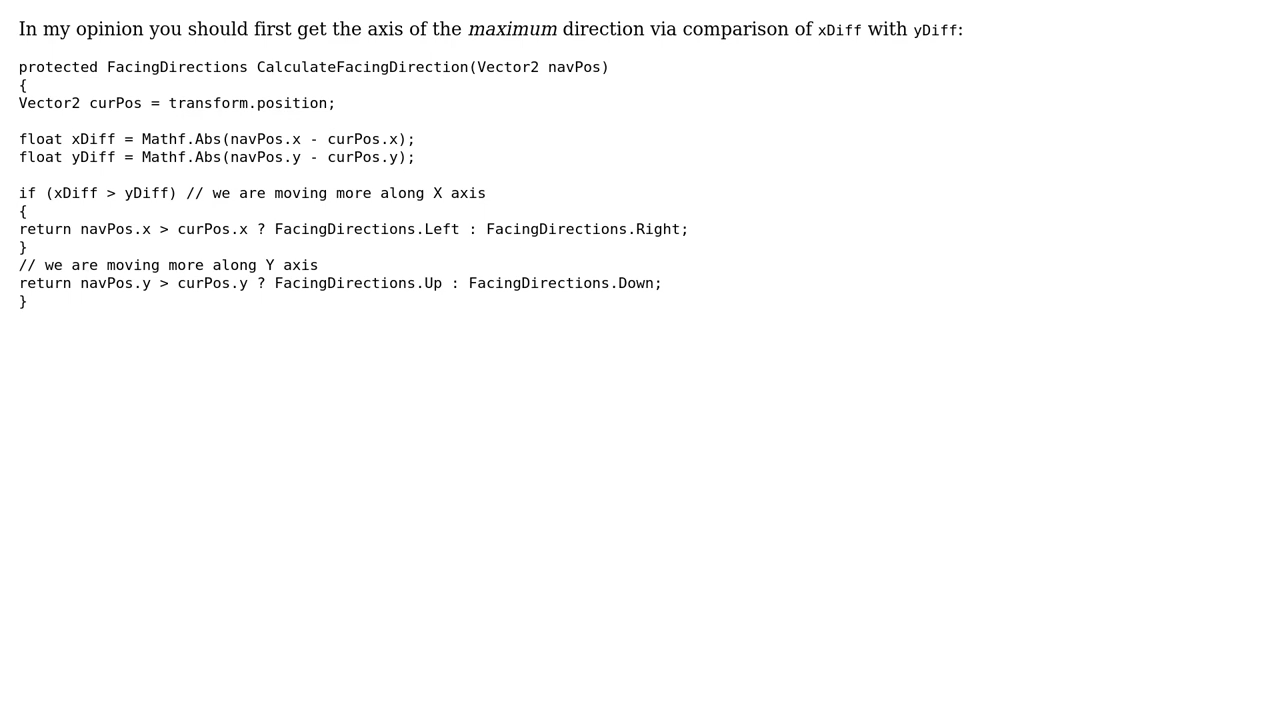 In my opinion you should first get the axis of the maximum direction via comparison of xDiff with yDiff:
protected FacingDirections CalculateFacingDirection(Vector2 navPos)
{
Vector2 curPos = transform.position;
float xDiff = Mathf.Abs(navPos.x - curPos.x);
float yDiff = Mathf.Abs(navPos.y - curPos.y);
if (xDiff > yDiff) // we are moving more along X axis
{
return navPos.x > curPos.x ? FacingDirections.Left : FacingDirections.Right;
}
// we are moving more along Y axis
return navPos.y > curPos.y ? FacingDirections.Up : FacingDirections.Down;
}